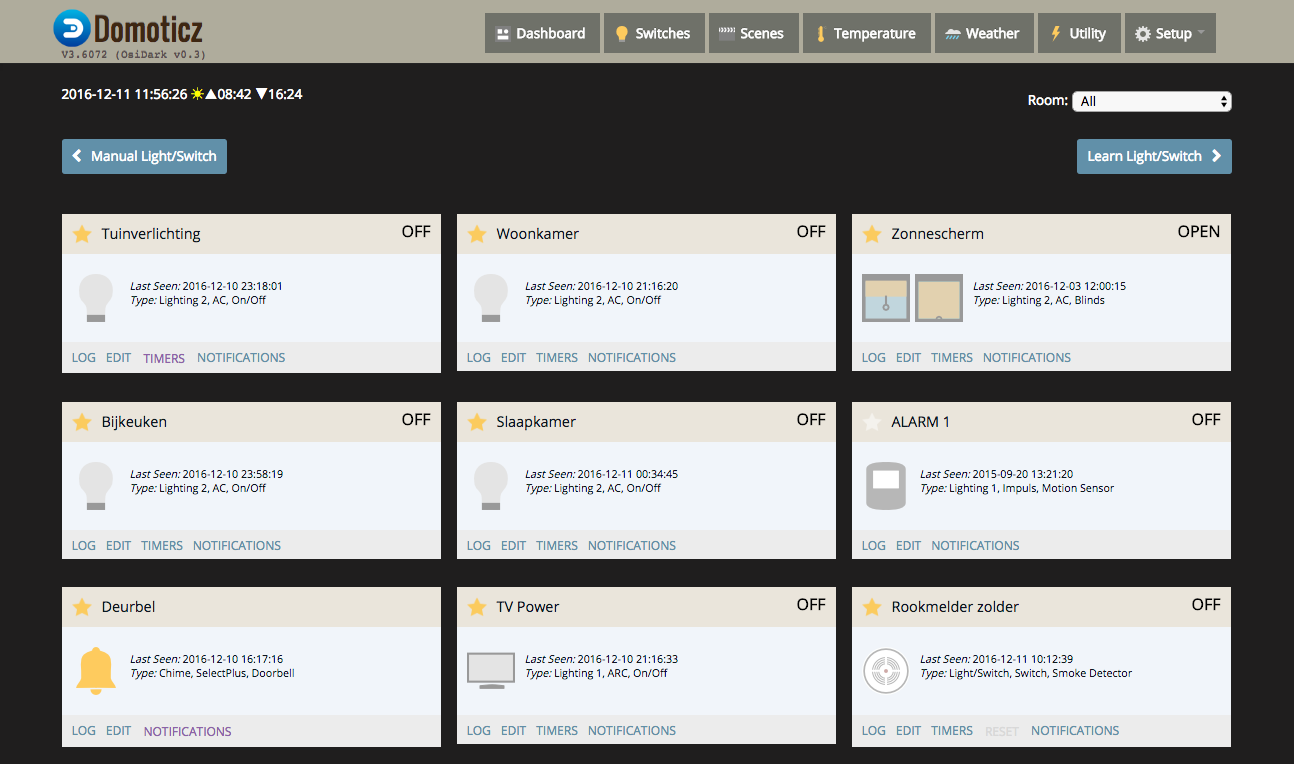 Domoticz
V3.6072 (OsiDark v0.3)
Dashboard Switches Scenes Temperature Weather Utility Setup
2016-12-11 11:56:26 ☀▲08:42 ▼16:24
Room: All
Manual Light/Switch
Learn Light/Switch
Tuinverlichting OFF
Last Seen: 2016-12-10 23:18:01
Type: Lighting 2, AC, On/Off
LOG EDIT TIMERS NOTIFICATIONS
Woonkamer OFF
Last Seen: 2016-12-10 21:16:20
Type: Lighting 2, AC, On/Off
LOG EDIT TIMERS NOTIFICATIONS
Zonnescherm OPEN
Last Seen: 2016-12-03 12:00:15
Type: Lighting 2, AC, Blinds
LOG EDIT TIMERS NOTIFICATIONS
Bijkeuken OFF
Last Seen: 2016-12-10 23:58:19
Type: Lighting 2, AC, On/Off
LOG EDIT TIMERS NOTIFICATIONS
Slaapkamer OFF
Last Seen: 2016-12-11 00:34:45
Type: Lighting 2, AC, On/Off
LOG EDIT TIMERS NOTIFICATIONS
ALARM 1 OFF
Last Seen: 2015-09-20 13:21:20
Type: Lighting 1, Impuls, Motion Sensor
LOG EDIT NOTIFICATIONS
Deurbel
Last Seen: 2016-12-10 16:17:16
Type: Chime, SelectPlus, Doorbell
LOG EDIT NOTIFICATIONS
TV Power OFF
Last Seen: 2016-12-10 21:16:33
Type: Lighting 1, ARC, On/Off
LOG EDIT TIMERS NOTIFICATIONS
Rookmelder zolder OFF
Last Seen: 2016-12-11 10:12:39
Type: Light/Switch, Switch, Smoke Detector
LOG EDIT TIMERS RESET NOTIFICATIONS